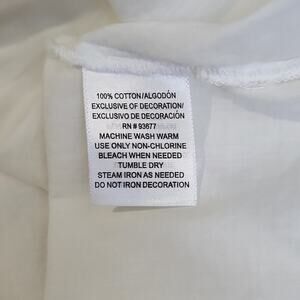 100% COTTON/ALGODÓN
EXCLUSIVE OF DECORATION/
EXCLUSIVO DE DECORACIÓN
RN # 93677
MACHINE WASH WARM
USE ONLY NON-CHLORINE
BLEACH WHEN NEEDED
TUMBLE DRY
STEAM IRON AS NEEDED
DO NOT IRON DECORATION